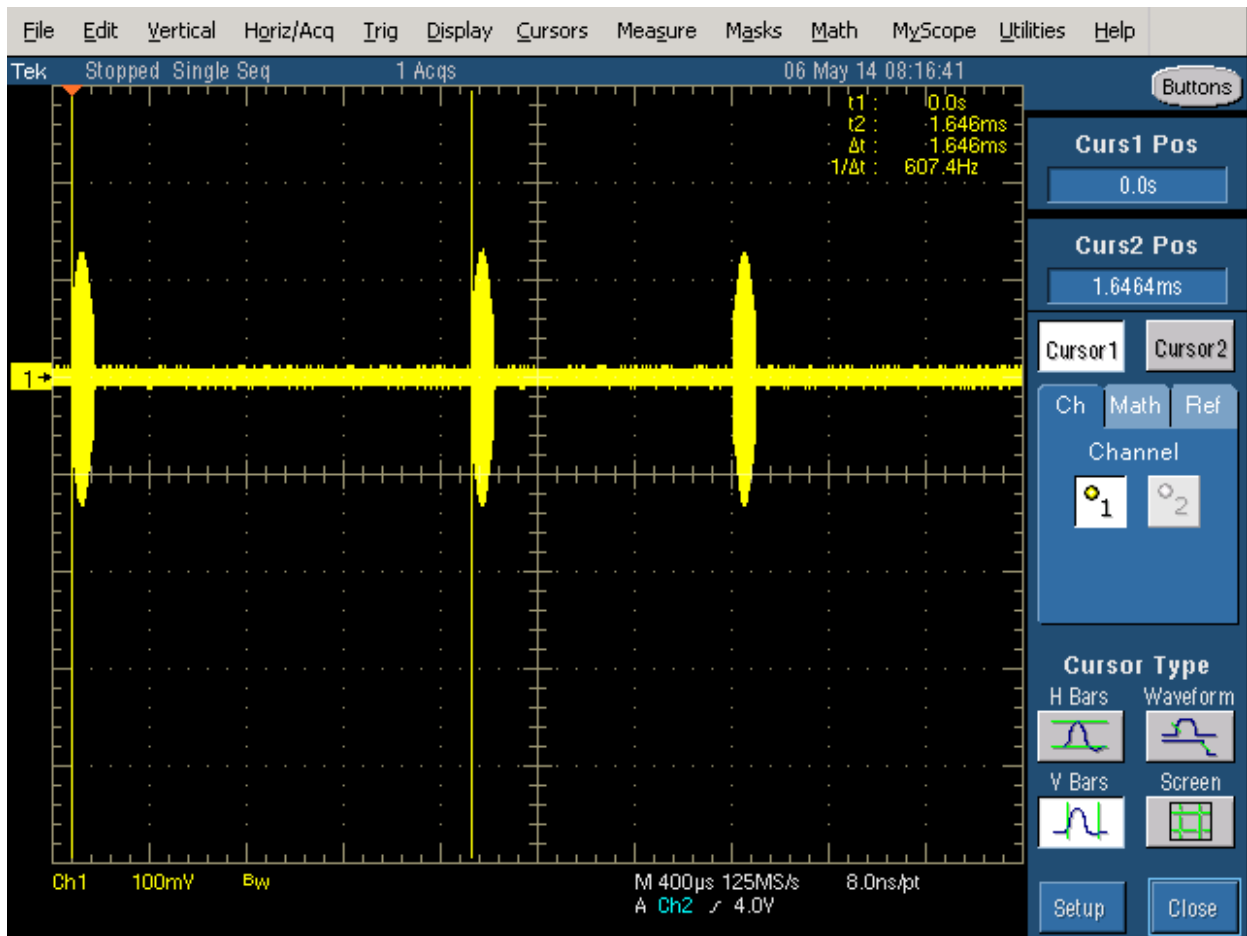 File Edit Vertical Horiz/Acq Trig Display Cursors Measure Masks Math MyScope Utilities Help
Tek Stopped Single Seq 1 Acqs 06 May 14 08:16:41
Buttons
t1 : 0.0s
t2 : 1.646ms
Δt : 1.646ms
1/Δt : 607.4Hz
Curs1 Pos
0.0s
Curs2 Pos
1.6464ms
Cursor1 Cursor2
1
Ch Math Ref
Channel
1 2
Cursor Type
H Bars Waveform
V Bars Screen
Ch1 100mV BW M 400µs 125MS/s 8.0ns/pt
A Ch2 4.0V
Setup Close